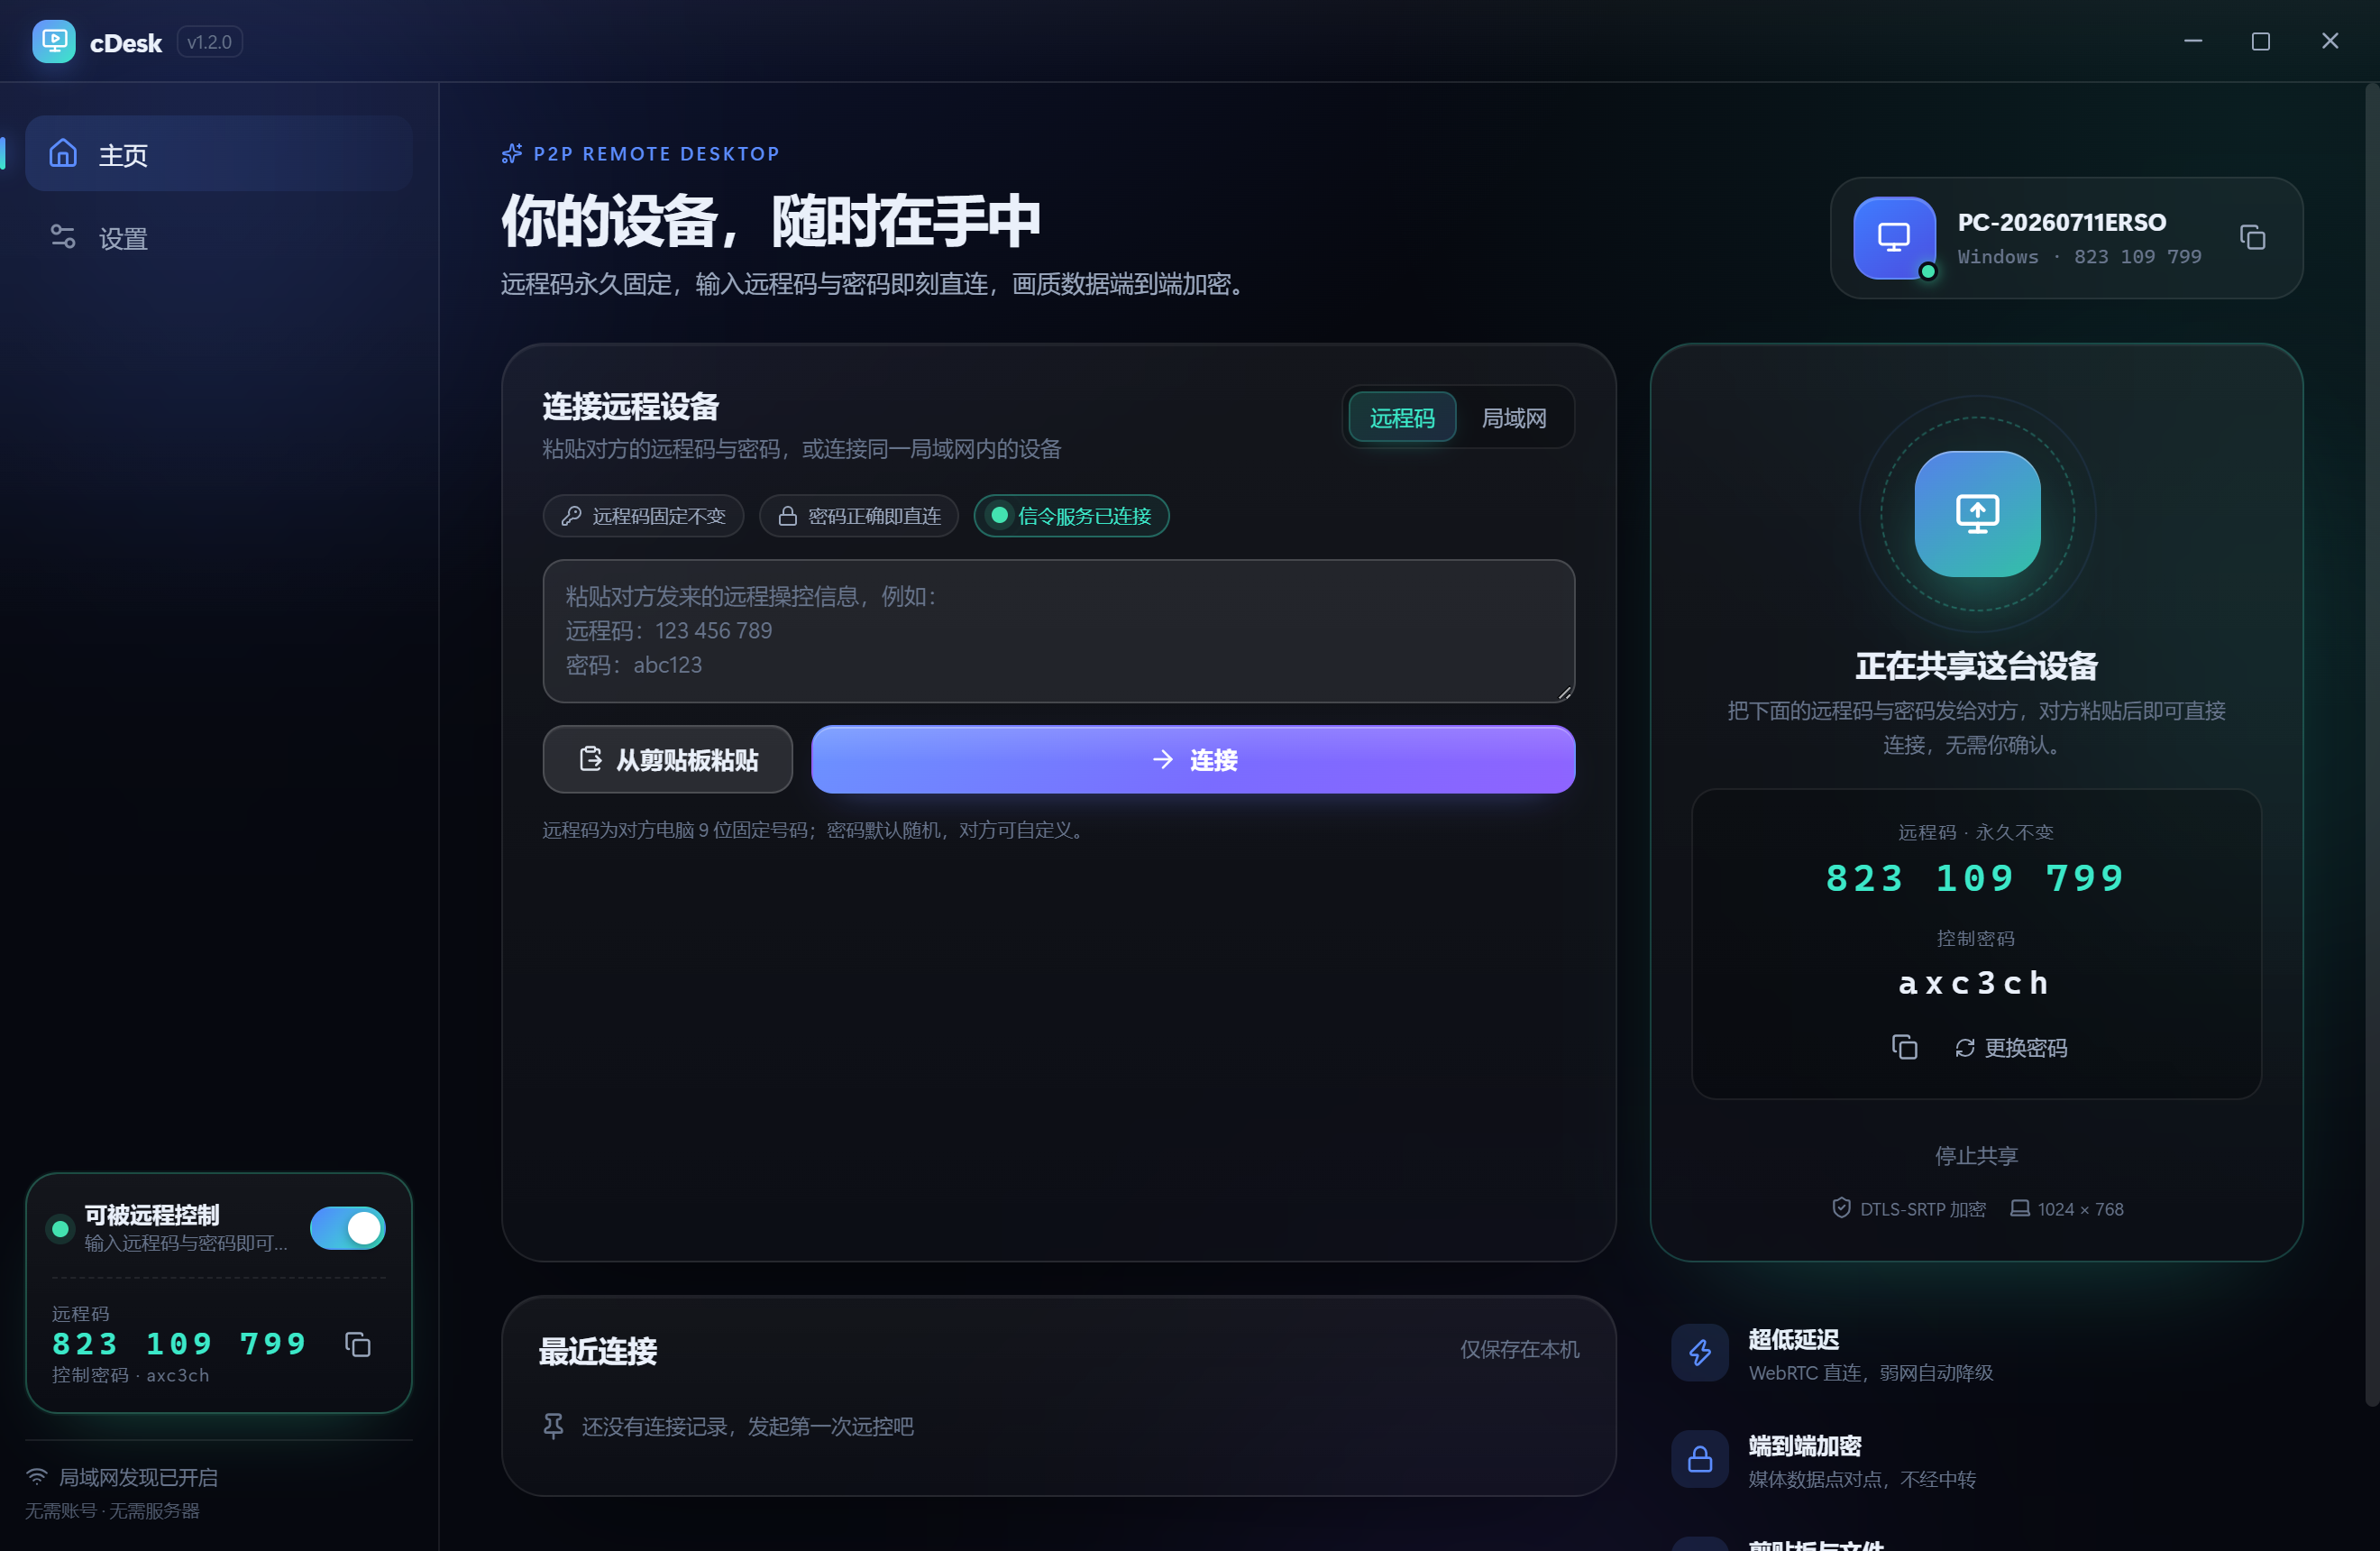 cDesk v1.2.0
主页
设置
P2P REMOTE DESKTOP
你的设备，随时在手中
远程码永久固定，输入远程码与密码即刻直连，画质数据端到端加密。
PC-20260711ERSO
Windows · 823 109 799
连接远程设备
粘贴对方的远程码与密码，或连接同一局域网内的设备
远程码 局域网
远程码固定不变 密码正确即直连 信令服务已连接
粘贴对方发来的远程操控信息，例如：
远程码：123 456 789
密码：abc123
从剪贴板粘贴 连接
远程码为对方电脑 9 位固定号码；密码默认随机，对方可自定义。
正在共享这台设备
把下面的远程码与密码发给对方，对方粘贴后即可直接
连接，无需你确认。
远程码 · 永久不变
823 109 799
控制密码
axc3ch
更换密码
停止共享
DTLS-SRTP 加密 1024 × 768
可被远程控制
输入远程码与密码即可...
远程码
823 109 799
控制密码 · axc3ch
局域网发现已开启
无需账号 · 无需服务器
最近连接 仅保存在本机
还没有连接记录，发起第一次远控吧
超低延迟
WebRTC 直连，弱网自动降级
端到端加密
媒体数据点对点，不经中转
剪贴板与文件